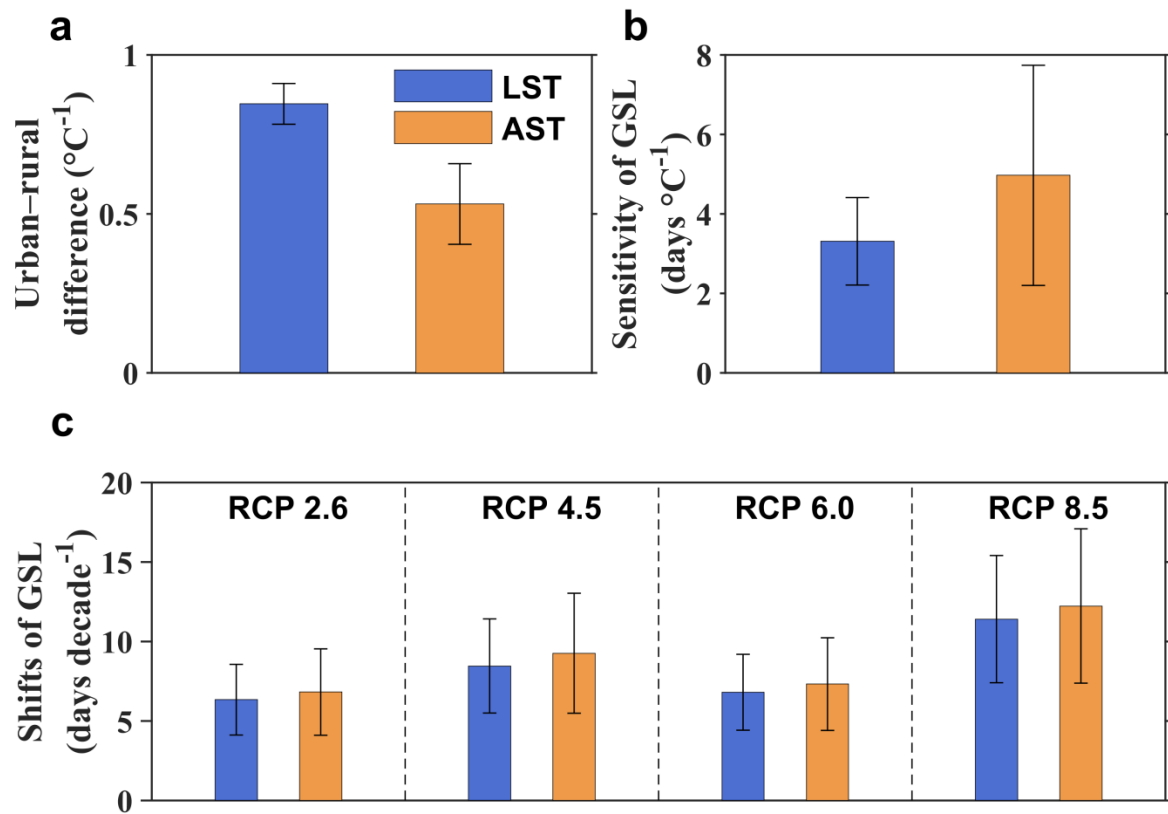 a
b
Urban–rural
difference (°C⁻¹)
1
0.5
0
LST
AST
Sensitivity of GSL
(days °C⁻¹)
8
6
4
2
0
c
Shifts of GSL
(days decade⁻¹)
20
15
10
5
0
RCP 2.6
RCP 4.5
RCP 6.0
RCP 8.5